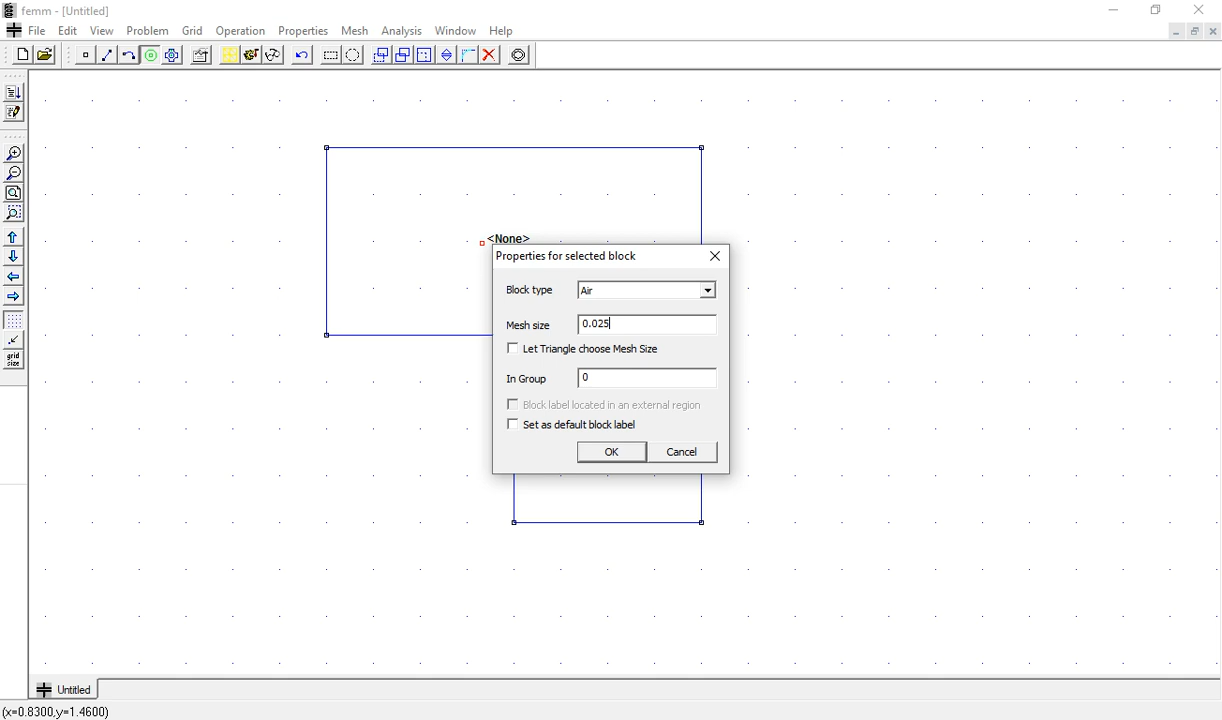 femm - [Untitled]
File Edit View Problem Grid Operation Properties Mesh Analysis Window Help
grid
size
<None>
Properties for selected block
Block type Air
Mesh size 0.025
Let Triangle choose Mesh Size
In Group 0
Block label located in an external region
Set as default block label
OK Cancel
Untitled
(x=0.8300,y=1.4600)